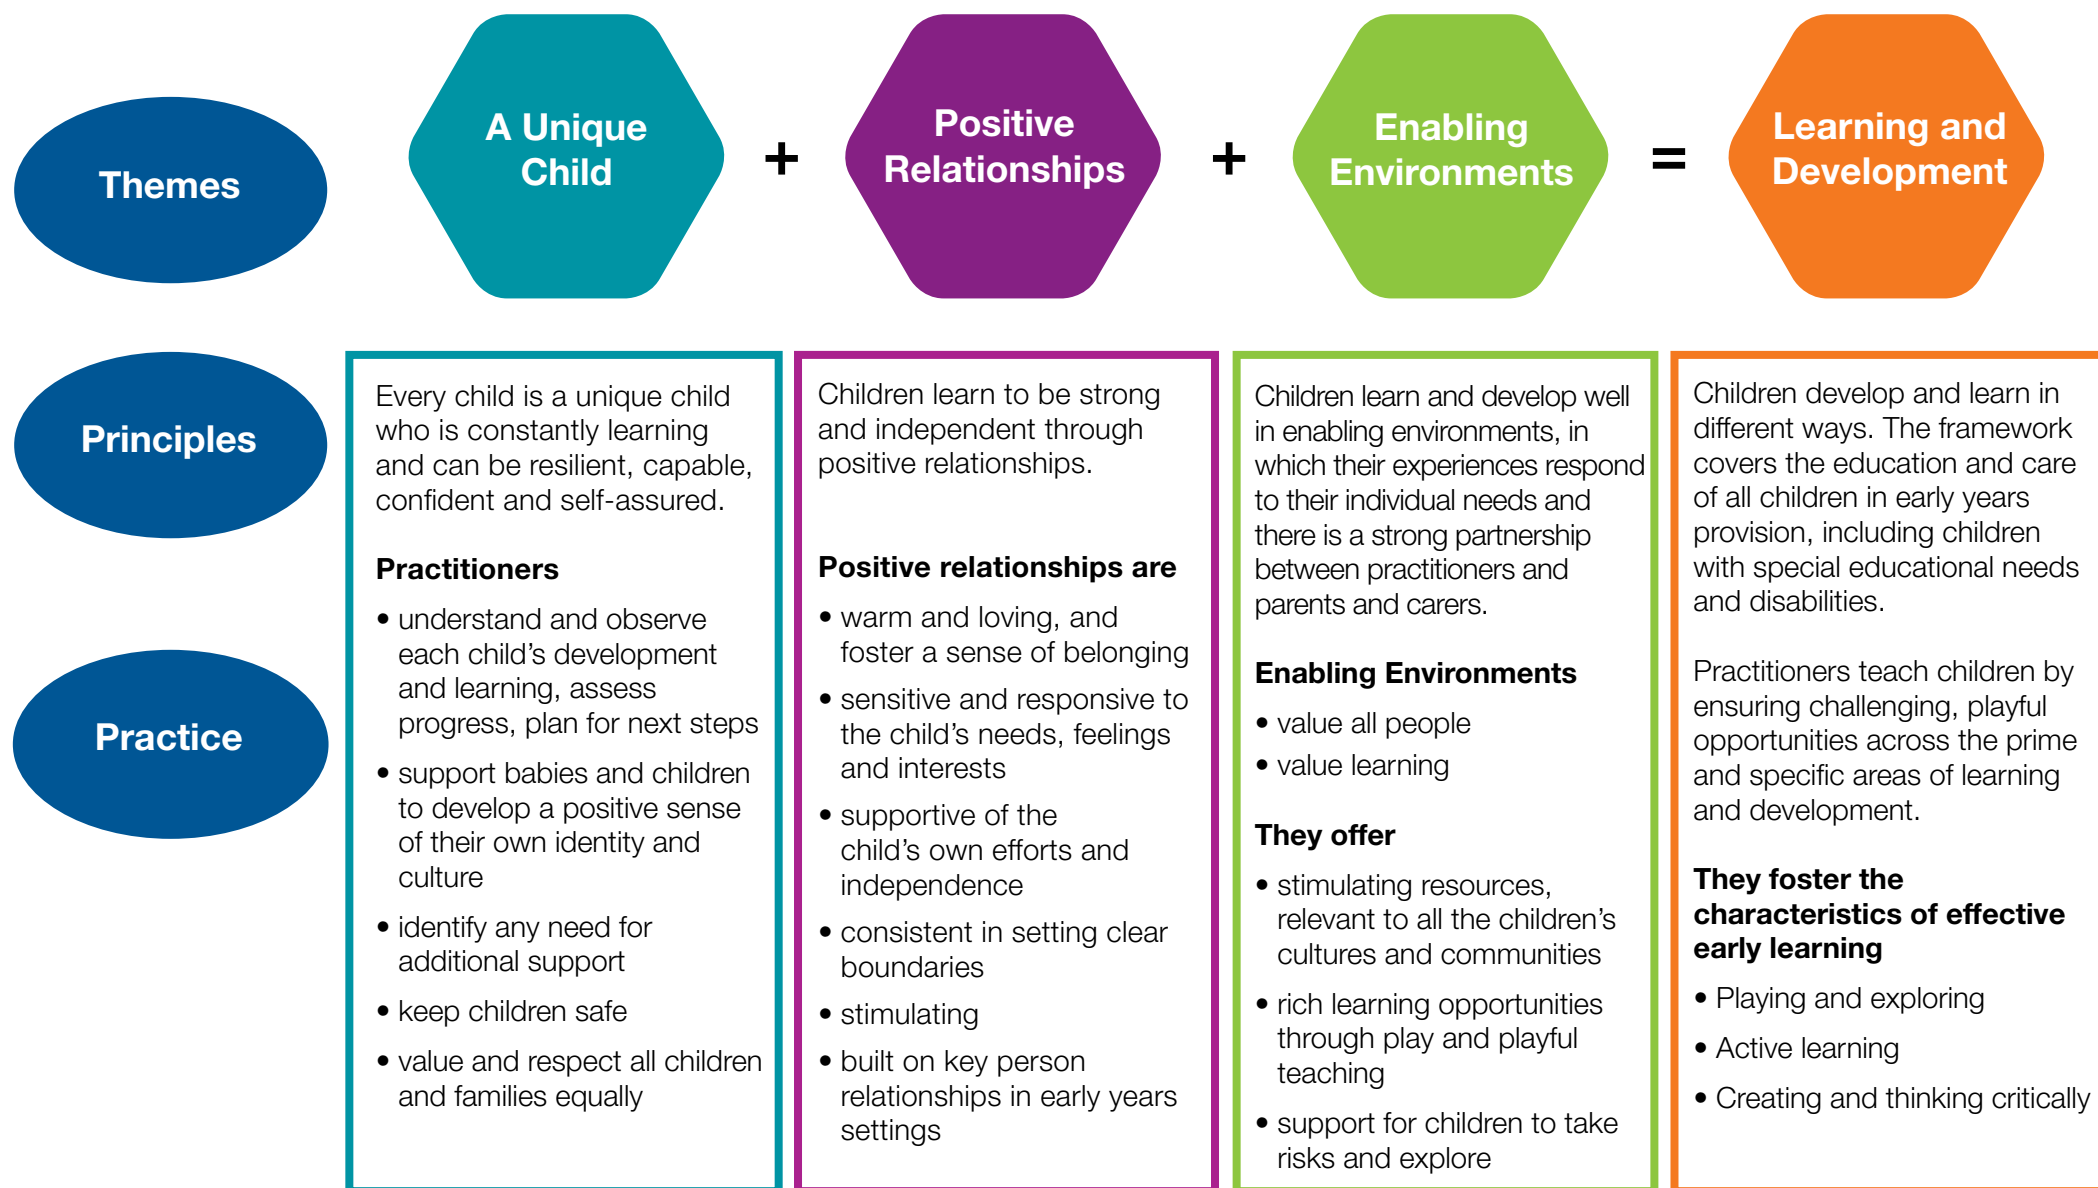 Themes
A Unique
Child
+
Positive
Relationships
+
Enabling
Environments
=
Learning and
Development
Principles
Practice
Every child is a unique child
who is constantly learning
and can be resilient, capable,
confident and self-assured.
Practitioners
• understand and observe
each child’s development
and learning, assess
progress, plan for next steps
• support babies and children
to develop a positive sense
of their own identity and
culture
• identify any need for
additional support
• keep children safe
• value and respect all children
and families equally
Children learn to be strong
and independent through
positive relationships.
Positive relationships are
• warm and loving, and
foster a sense of belonging
• sensitive and responsive to
the child’s needs, feelings
and interests
• supportive of the
child’s own efforts and
independence
• consistent in setting clear
boundaries
• stimulating
• built on key person
relationships in early years
settings
Children learn and develop well
in enabling environments, in
which their experiences respond
to their individual needs and
there is a strong partnership
between practitioners and
parents and carers.
Enabling Environments
• value all people
• value learning
They offer
• stimulating resources,
relevant to all the children’s
cultures and communities
• rich learning opportunities
through play and playful
teaching
• support for children to take
risks and explore
Children develop and learn in
different ways. The framework
covers the education and care
of all children in early years
provision, including children
with special educational needs
and disabilities.
Practitioners teach children by
ensuring challenging, playful
opportunities across the prime
and specific areas of learning
and development.
They foster the
characteristics of effective
early learning
• Playing and exploring
• Active learning
• Creating and thinking critically